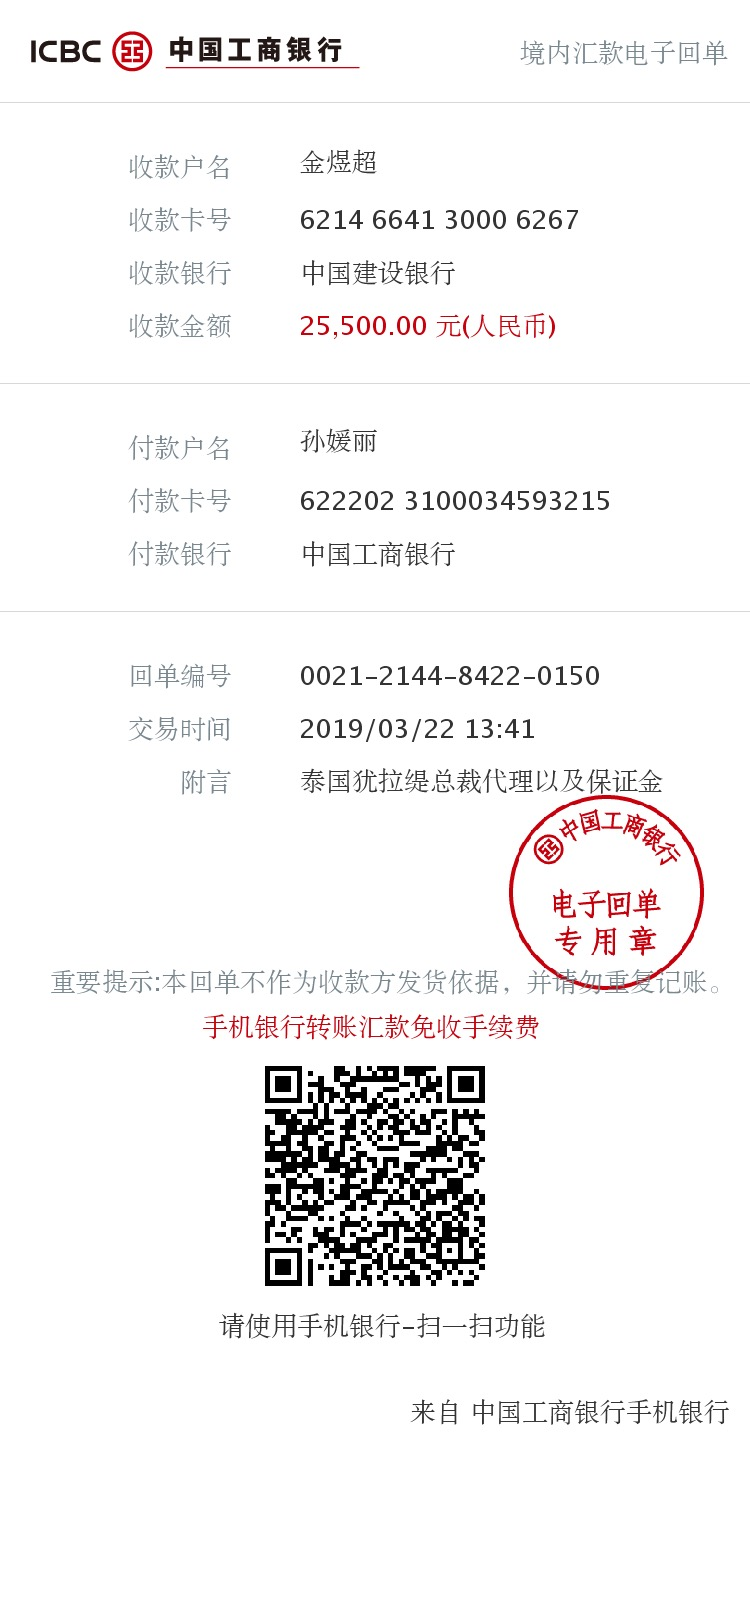 ICBC 中国工商银行 境内汇款电子回单
收款户名 金煜超
收款卡号 6214 6641 3000 6267
收款银行 中国建设银行
收款金额 25,500.00 元(人民币)
付款户名 孙媛丽
付款卡号 622202 3100034593215
付款银行 中国工商银行
回单编号 0021-2144-8422-0150
交易时间 2019/03/22 13:41
附言 泰国犹拉缇总裁代理以及保证金
中国工商银行
电子回单
专用章
重要提示:本回单不作为收款方发货依据，并请勿重复记账。
手机银行转账汇款免收手续费
请使用手机银行-扫一扫功能
来自 中国工商银行手机银行